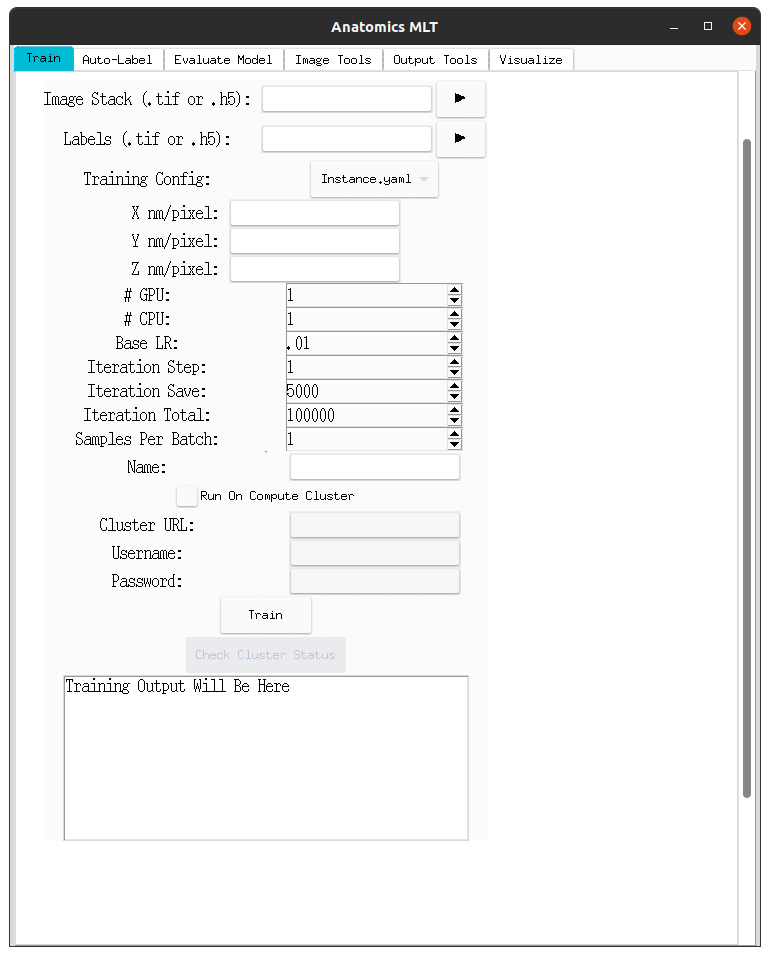 Anatomics MLT
Train Auto-Label Evaluate Model Image Tools Output Tools Visualize
Image Stack (.tif or .h5):
Labels (.tif or .h5):
Training Config: Instance.yaml
X nm/pixel:
Y nm/pixel:
Z nm/pixel:
# GPU: 1
# CPU: 1
Base LR: .01
Iteration Step: 1
Iteration Save: 5000
Iteration Total: 100000
Samples Per Batch: 1
Name:
Run On Compute Cluster
Cluster URL:
Username:
Password:
Train
Check Cluster Status
Training Output Will Be Here